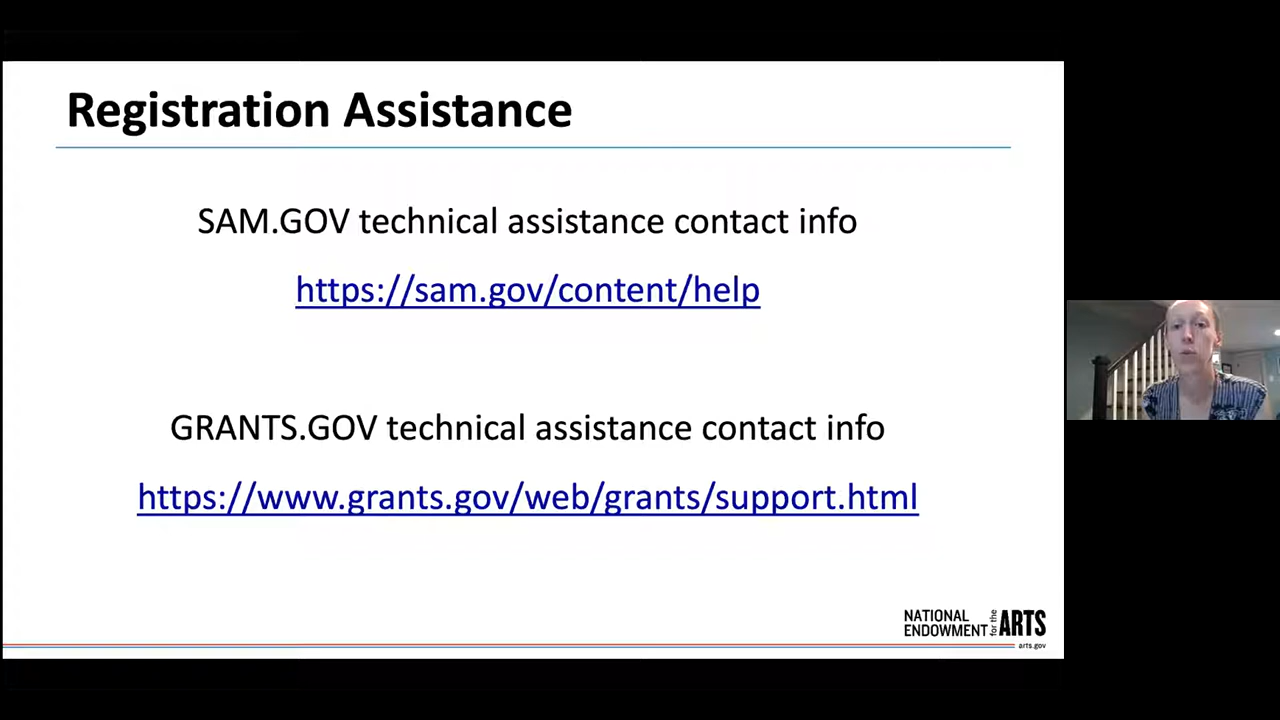 Registration Assistance
SAM.GOV technical assistance contact info
https://sam.gov/content/help
GRANTS.GOV technical assistance contact info
https://www.grants.gov/web/grants/support.html
NATIONAL
ENDOWMENT for the ARTS
arts.gov